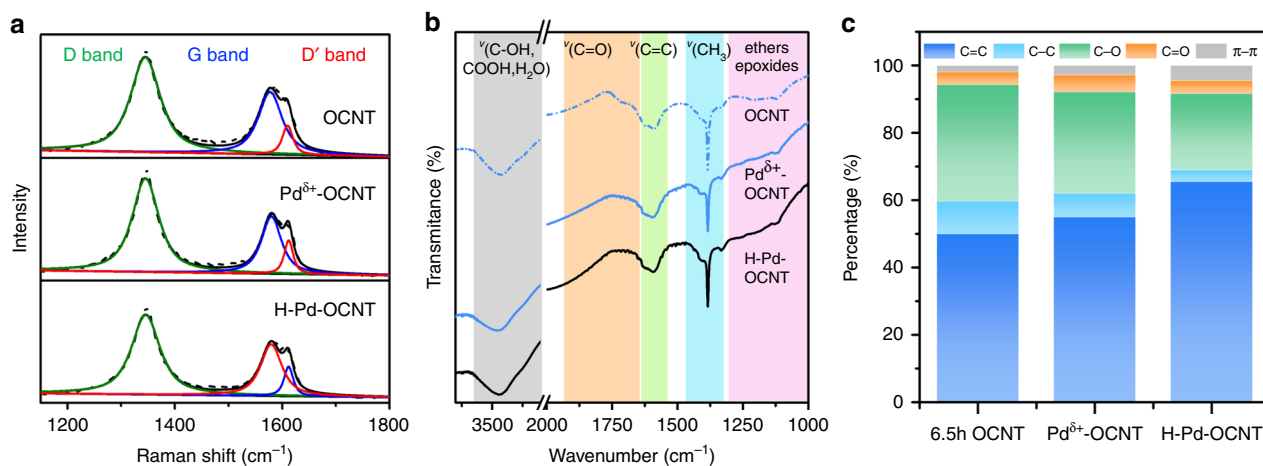 a
D band G band D′ band
OCNT
Pdδ+-OCNT
H-Pd-OCNT
Intensity
1200 1400 1600 1800
Raman shift (cm−1)
b
v(C-OH,
COOH,H2O)
v(C=O)
v(C=C)
v(CH3)
ethers
epoxides
OCNT
Pdδ+-
OCNT
H-Pd-
OCNT
Transmitance (%)
3500 2000 1750 1500 1250 1000
Wavenumber (cm−1)
c
C=C C–C C–O C=O π–π
100
80
60
40
20
0
Percentage (%)
6.5h OCNT Pdδ+-OCNT H-Pd-OCNT